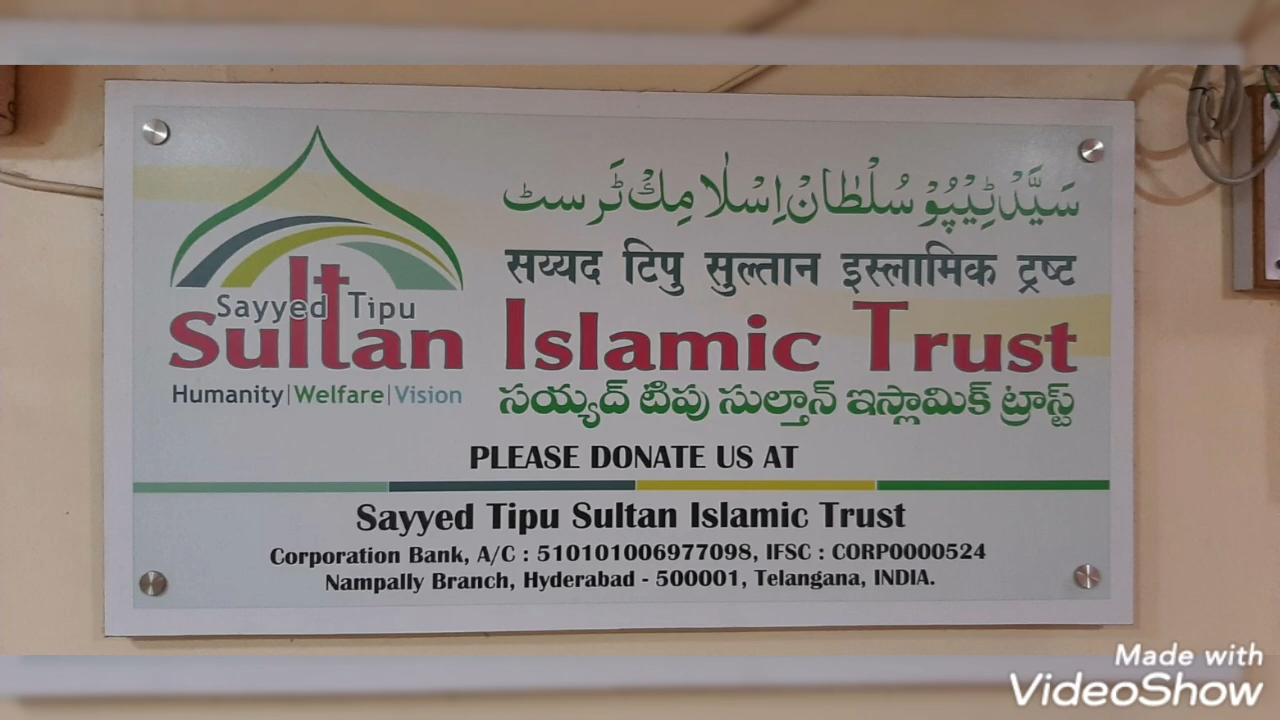 Sayyed Tipu
Sultan
Humanity|Welfare|Vision
سَیَّدْ ٹِیْپُوْ سُلْطَانْ اِسْلَامِکْ ٹَرسٹ
सय्यद टिपु सुल्तान इस्लामिक ट्रष्ट
Islamic Trust
సయ్యద్ టిపు సుల్తాన్ ఇస్లామిక్ ట్రాస్ట్
PLEASE DONATE US AT
Sayyed Tipu Sultan Islamic Trust
Corporation Bank, A/C : 510101006977098, IFSC : CORP0000524
Nampally Branch, Hyderabad - 500001, Telangana, INDIA.
Made with
VideoShow